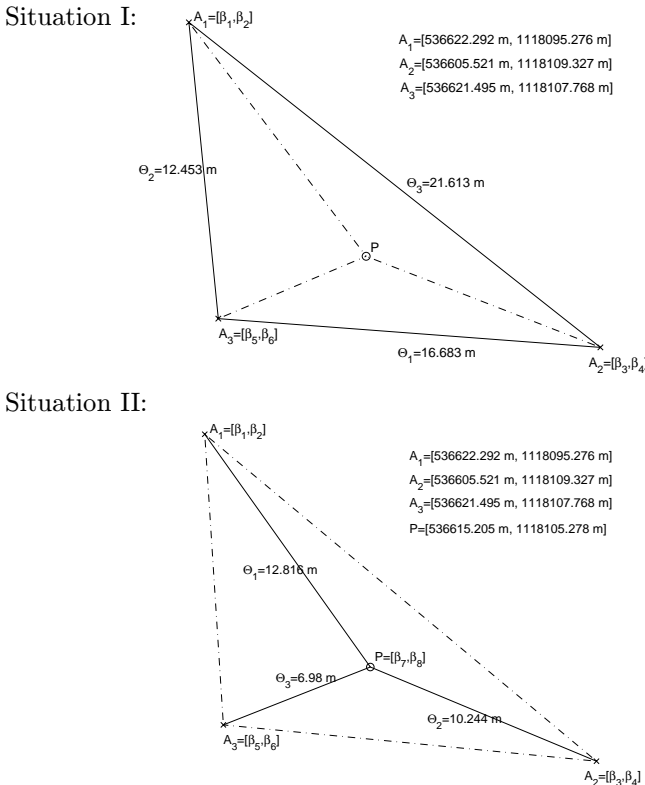 Situation I:
A₁=[β₁,β₂]
A₁=[536622.292 m, 1118095.276 m]
A₂=[536605.521 m, 1118109.327 m]
A₃=[536621.495 m, 1118107.768 m]
Θ₂=12.453 m
Θ₃=21.613 m
P
A₃=[β₅,β₆]
Θ₁=16.683 m
A₂=[β₃,β₄
Situation II:
A₁=[β₁,β₂]
A₁=[536622.292 m, 1118095.276 m]
A₂=[536605.521 m, 1118109.327 m]
A₃=[536621.495 m, 1118107.768 m]
P=[536615.205 m, 1118105.278 m]
Θ₁=12.816 m
P=[β₇,β₈]
Θ₃=6.98 m
Θ₂=10.244 m
A₃=[β₅,β₆]
A₂=[β₃,β₄]